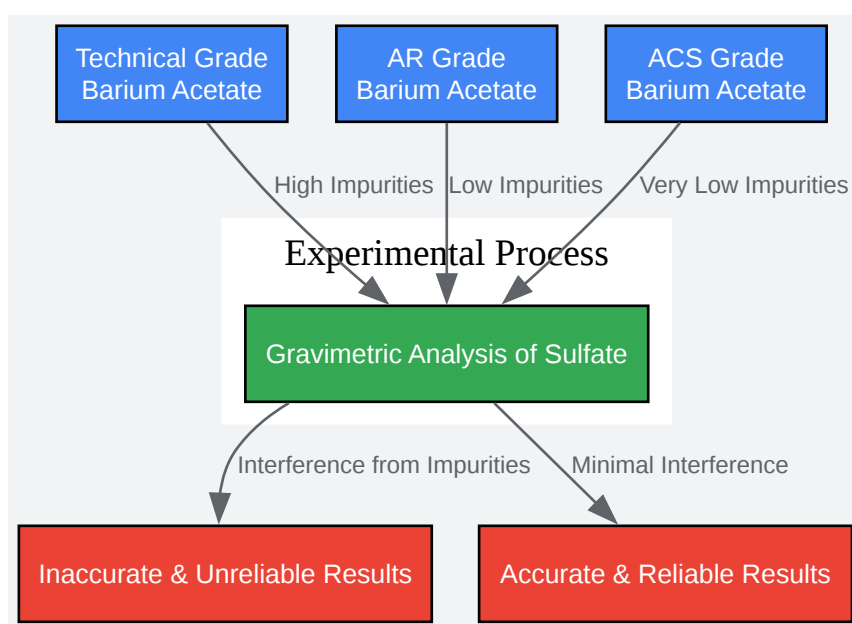 Technical Grade
Barium Acetate
AR Grade
Barium Acetate
ACS Grade
Barium Acetate
High Impurities
Low Impurities
Very Low Impurities
Experimental Process
Gravimetric Analysis of Sulfate
Interference from Impurities
Minimal Interference
Inaccurate & Unreliable Results
Accurate & Reliable Results